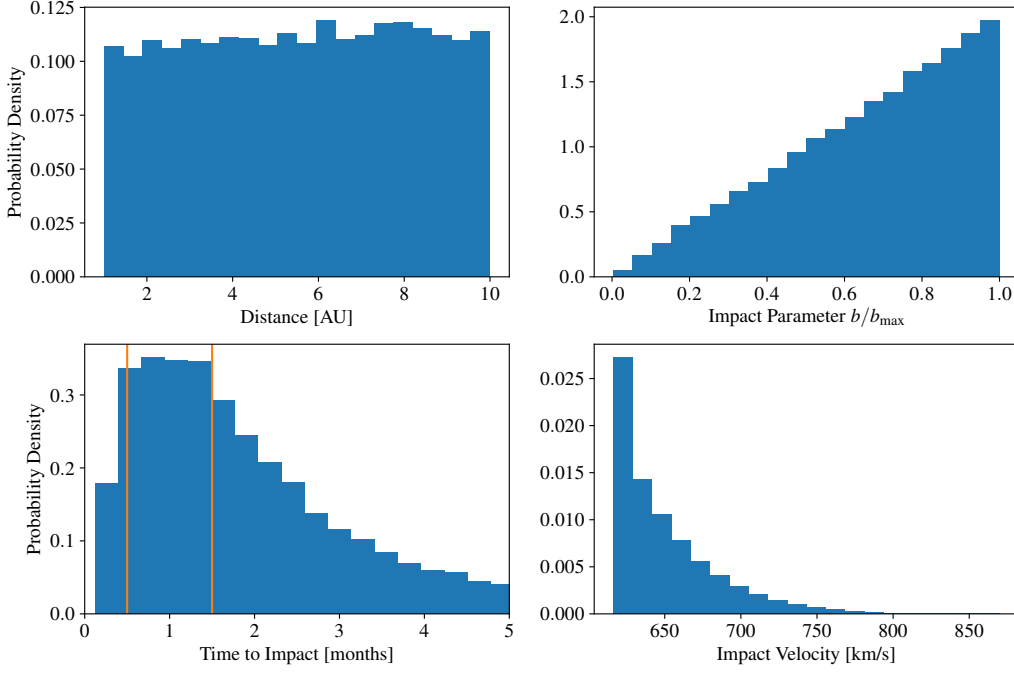 0.125
0.100
0.075
0.050
0.025
0.000
Probability Density
2 4 6 8 10
Distance [AU]
2.0
1.5
1.0
0.5
0.0
0.0 0.2 0.4 0.6 0.8 1.0
Impact Parameter b/b_max
0.3
0.2
0.1
0.0
Probability Density
0 1 2 3 4 5
Time to Impact [months]
0.025
0.020
0.015
0.010
0.005
0.000
650 700 750 800 850
Impact Velocity [km/s]